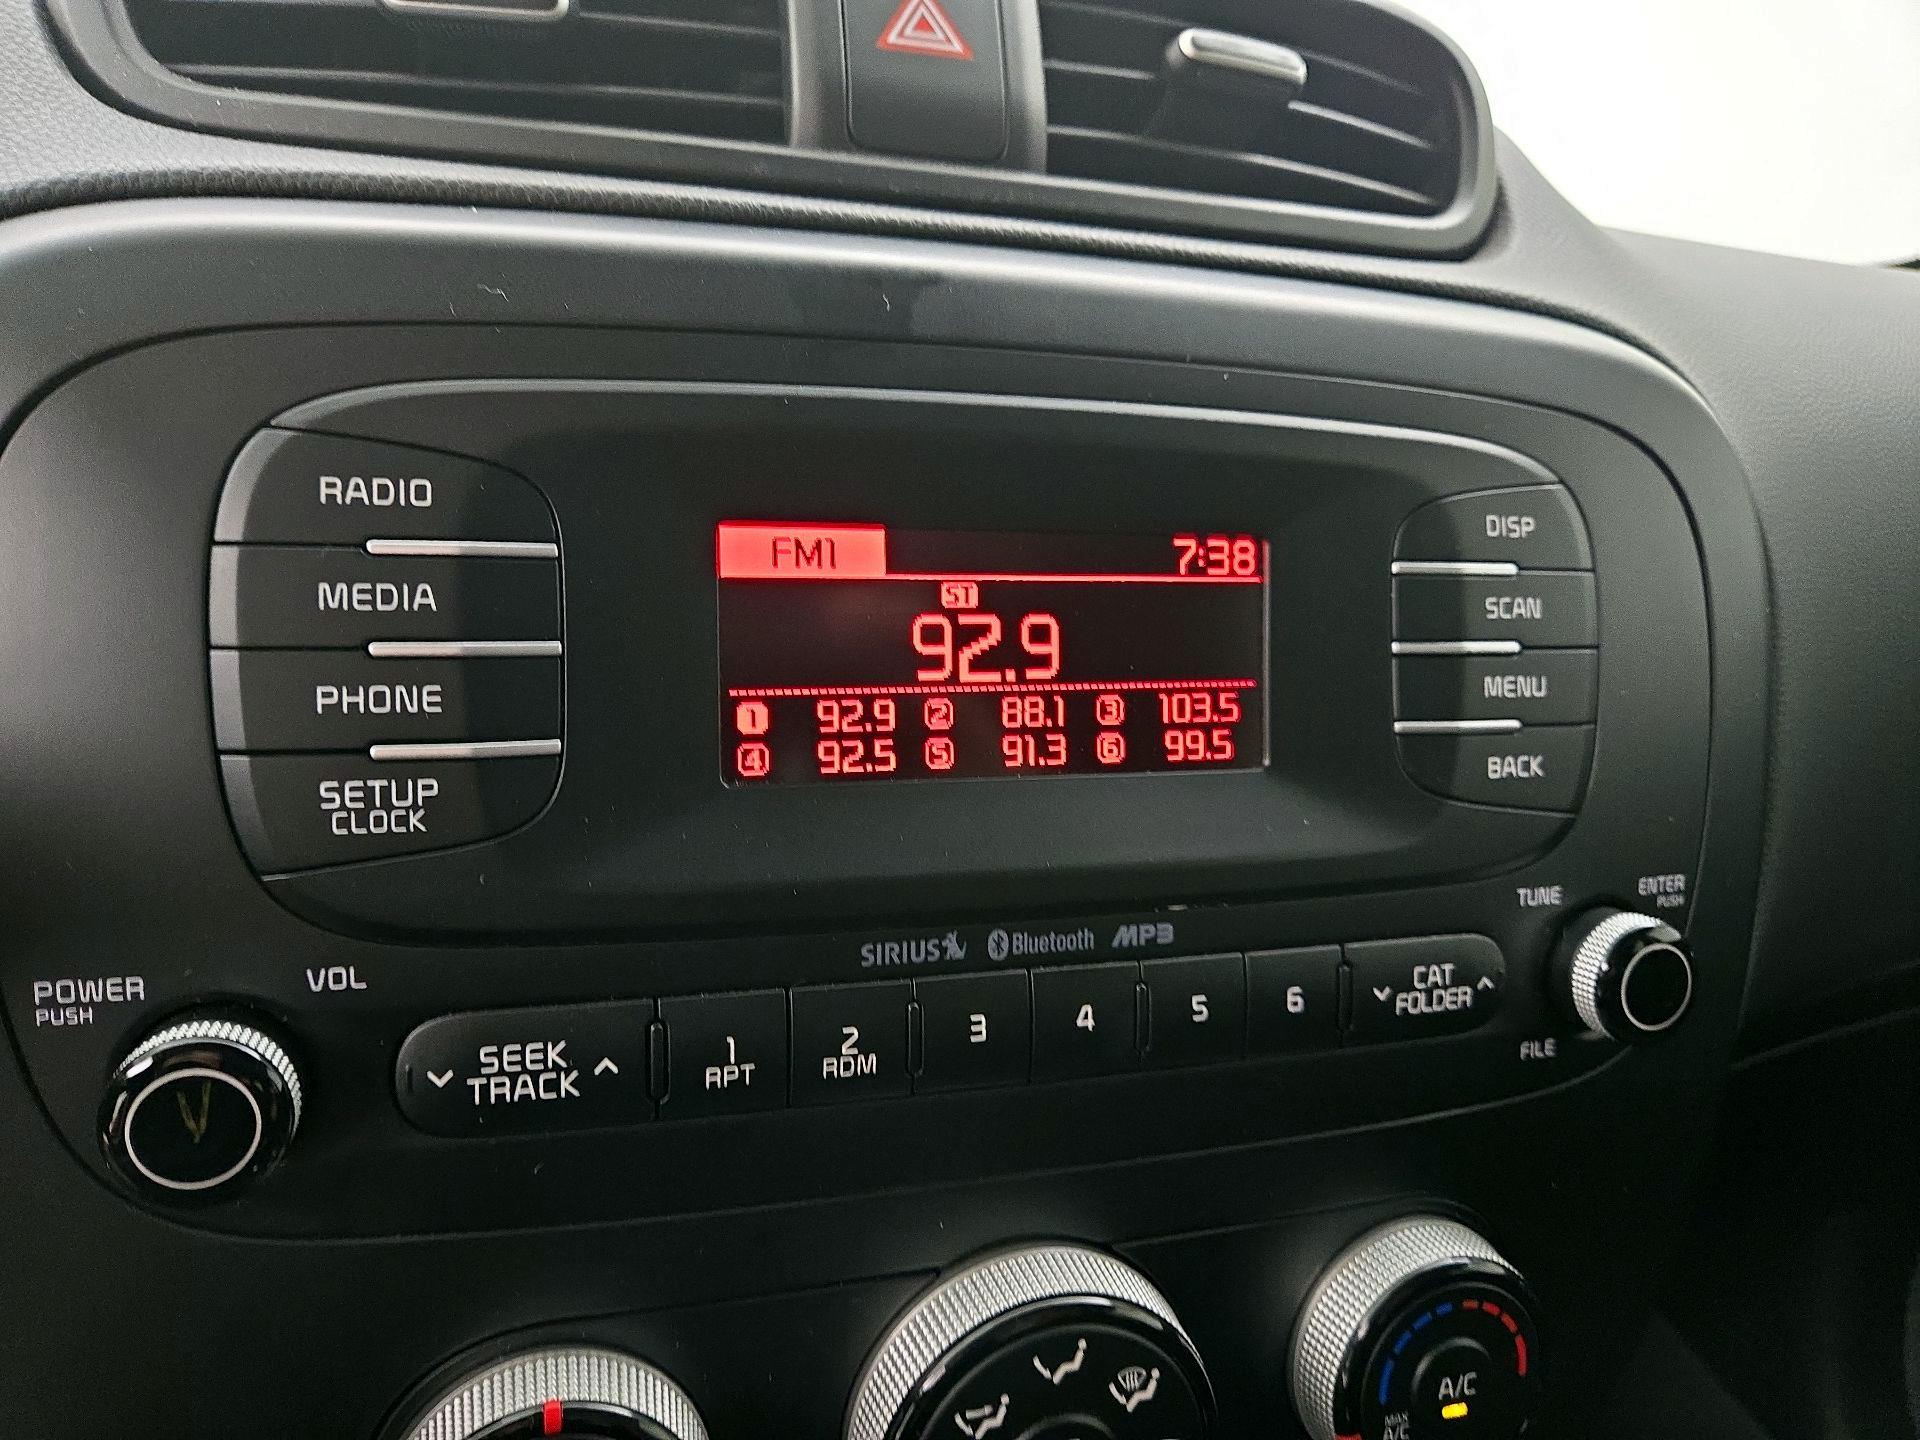 RADIO
MEDIA
PHONE
SETUP
CLOCK
FM1 7:38
ST
92.9
1 92.9 2 88.1 3 103.5
4 92.5 5 91.3 6 99.5
DISP
SCAN
MENU
BACK
POWER
PUSH
VOL
SIRIUS Bluetooth MP3
TUNE
ENTER
PUSH
FILE
SEEK
TRACK
1
RPT
2
RDM
3
4
5
6
CAT
FOLDER
A/C
MAX
A/C